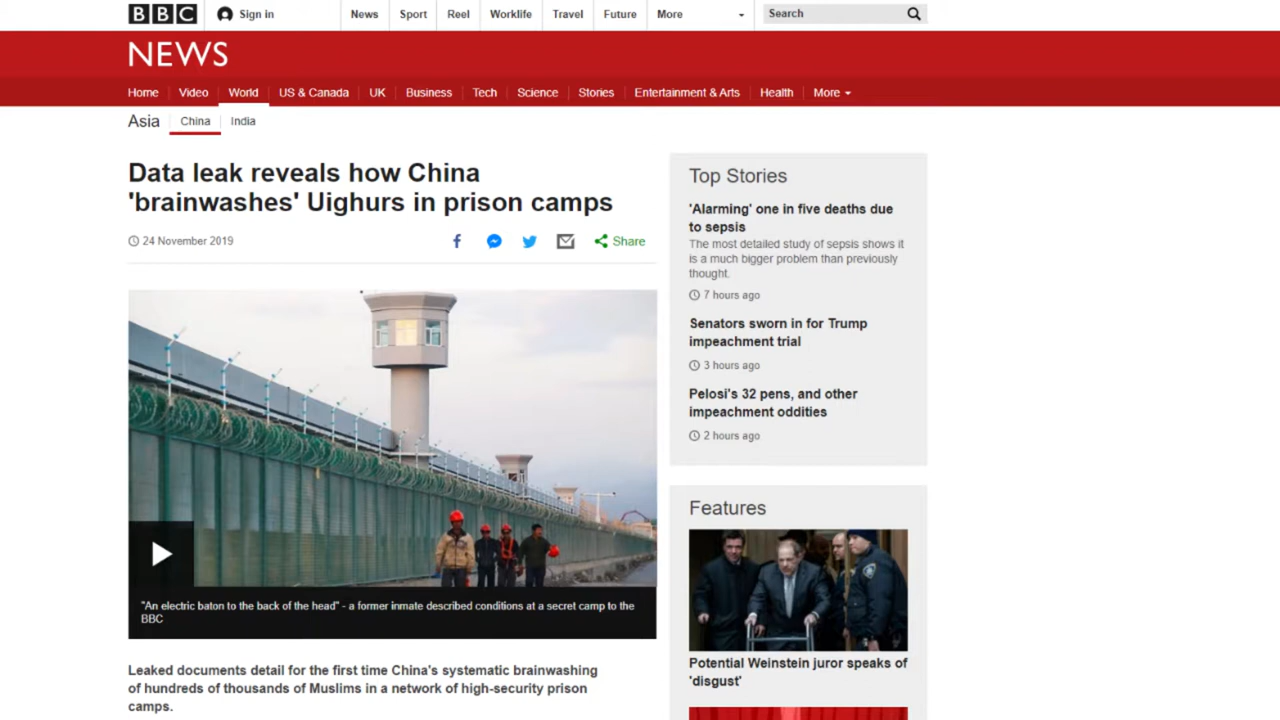 BBC
Sign in
News
Sport
Reel
Worklife
Travel
Future
More
Search
NEWS
Home
Video
World
US & Canada
UK
Business
Tech
Science
Stories
Entertainment & Arts
Health
More
Asia
China
India
Data leak reveals how China
'brainwashes' Uighurs in prison camps
24 November 2019
Share
"An electric baton to the back of the head" - a former inmate described conditions at a secret camp to the
BBC
Leaked documents detail for the first time China's systematic brainwashing
of hundreds of thousands of Muslims in a network of high-security prison
camps.
Top Stories
'Alarming' one in five deaths due
to sepsis
The most detailed study of sepsis shows it
is a much bigger problem than previously
thought.
7 hours ago
Senators sworn in for Trump
impeachment trial
3 hours ago
Pelosi's 32 pens, and other
impeachment oddities
2 hours ago
Features
Potential Weinstein juror speaks of
'disgust'